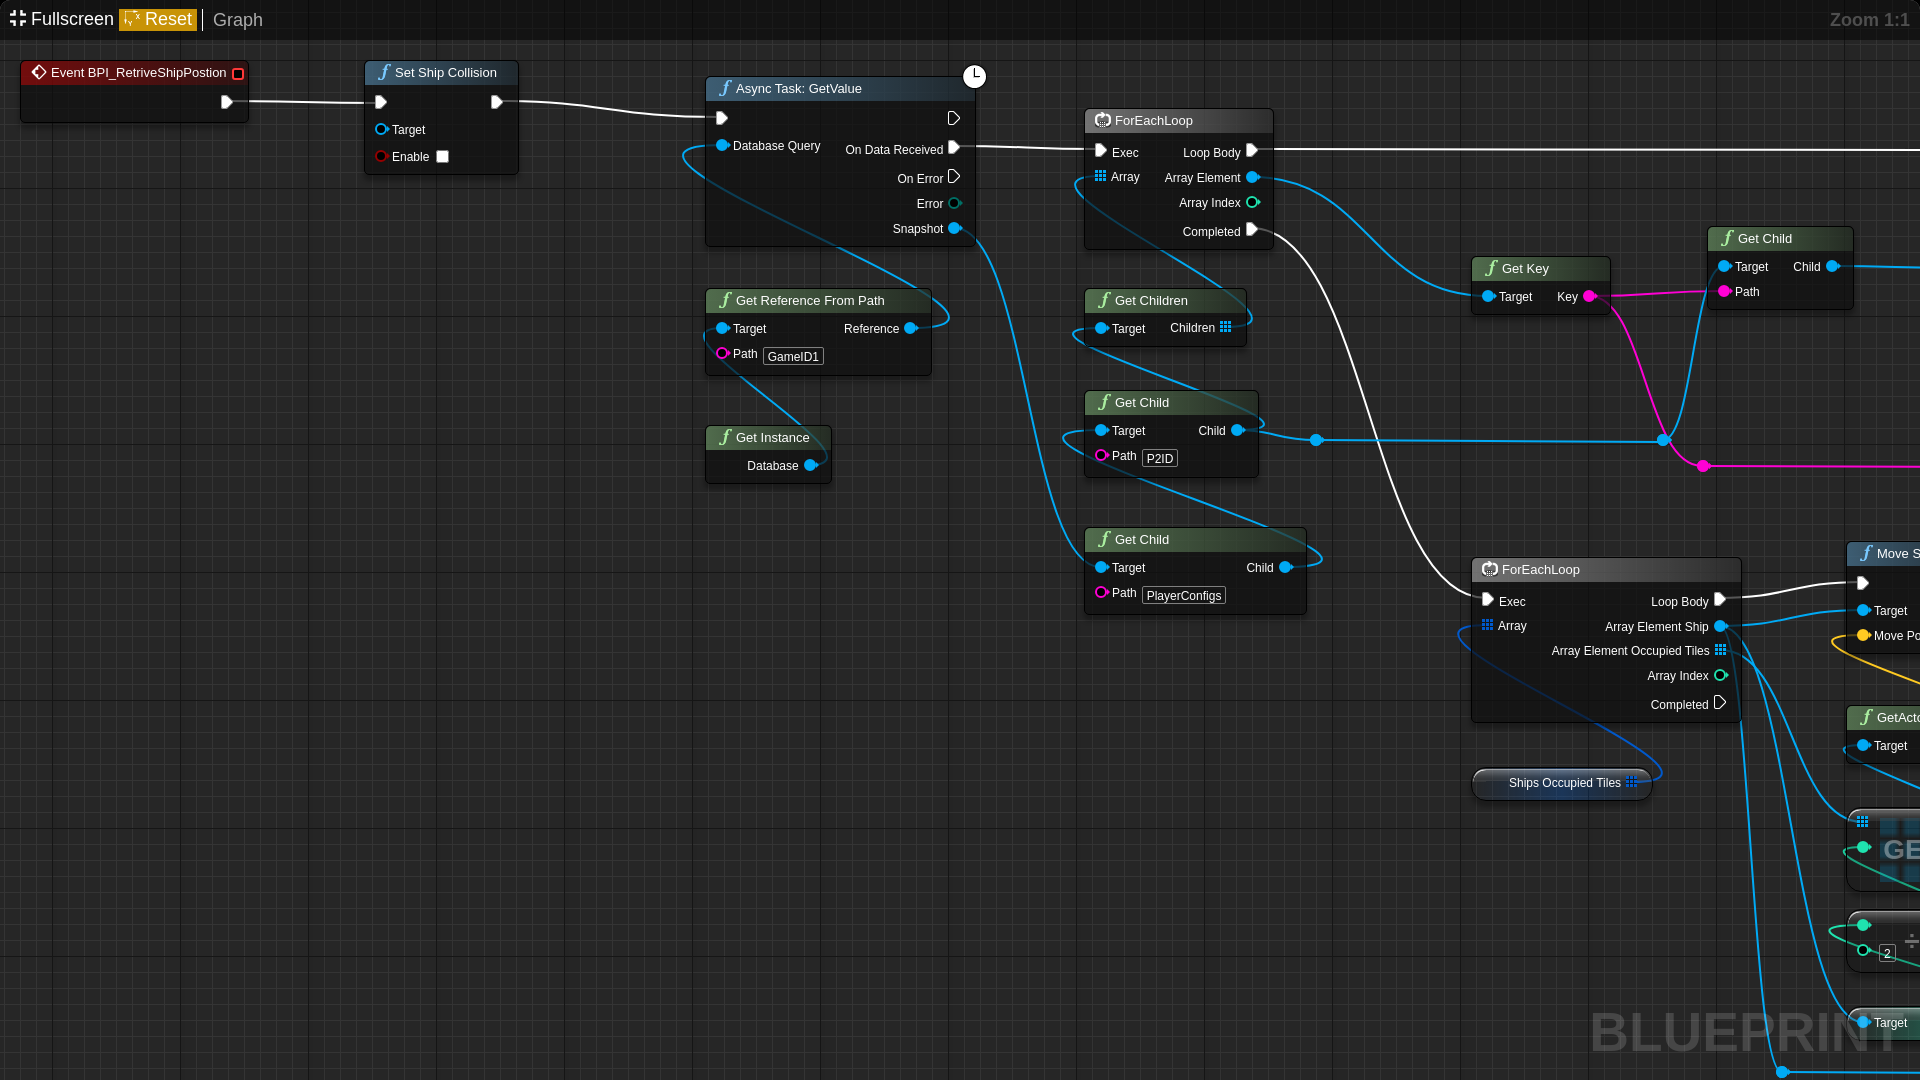 Fullscreen Reset Graph
Zoom 1:1
Event BPI_RetriveShipPostion
Set Ship Collision
Target
Enable
Async Task: GetValue
Database Query
On Data Received
On Error
Error
Snapshot
Get Reference From Path
Target
Reference
Path GameID1
Get Instance
Database
ForEachLoop
Exec
Loop Body
Array
Array Element
Array Index
Completed
Get Children
Target
Children
Get Child
Target
Child
Path P2ID
Get Child
Target
Child
Path PlayerConfigs
Get Key
Target
Key
Get Child
Target
Child
Path
ForEachLoop
Exec
Loop Body
Array
Array Element Ship
Array Element Occupied Tiles
Array Index
Completed
Ships Occupied Tiles
Move S
Target
Move Po
GetActo
Target
GE
÷
2
Target
BLUEPRINT